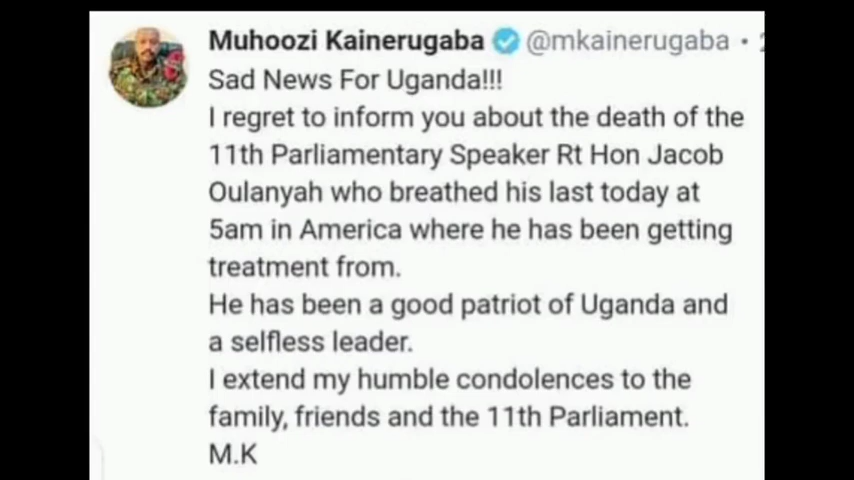 Muhoozi Kainerugaba @mkainerugaba ·
Sad News For Uganda!!!
I regret to inform you about the death of the
11th Parliamentary Speaker Rt Hon Jacob
Oulanyah who breathed his last today at
5am in America where he has been getting
treatment from.
He has been a good patriot of Uganda and
a selfless leader.
I extend my humble condolences to the
family, friends and the 11th Parliament.
M.K